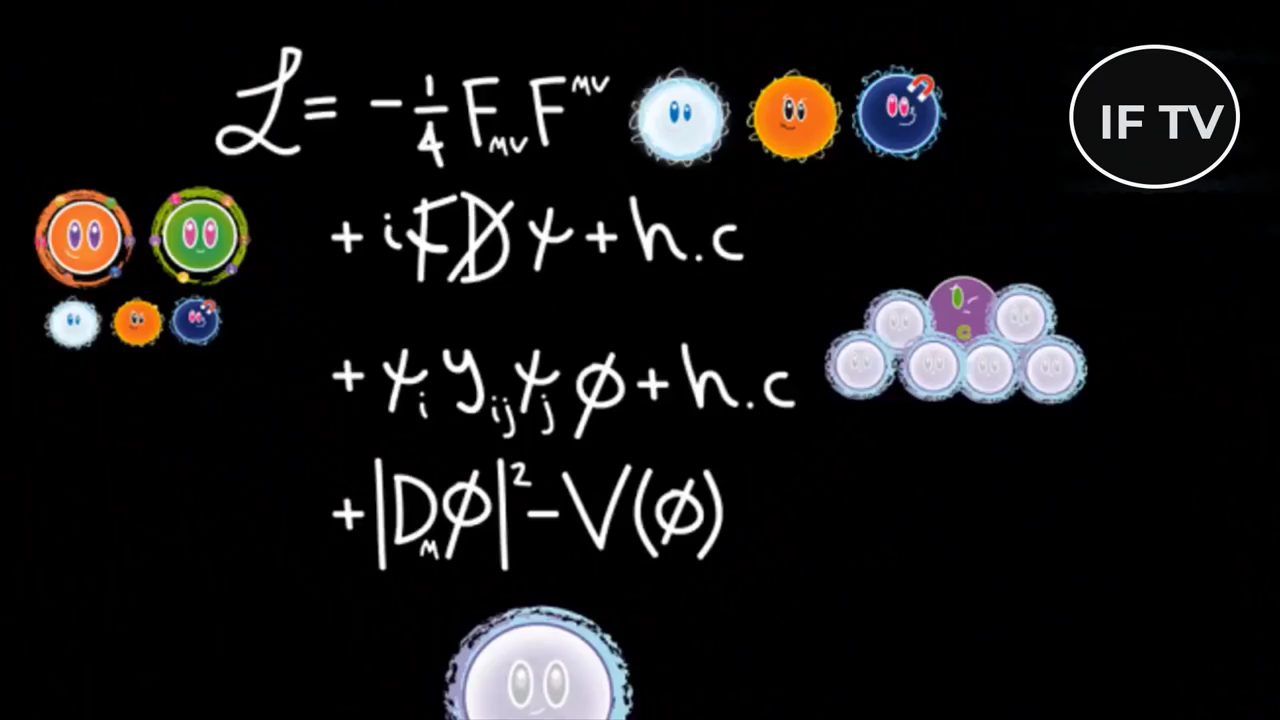 ℒ = -1/4 F_μν F^μν
IF TV
+ iψ̄D̸ψ + h.c
+ ψ_i y_ij ψ_j φ + h.c
+ |D_μ φ|² - V(φ)